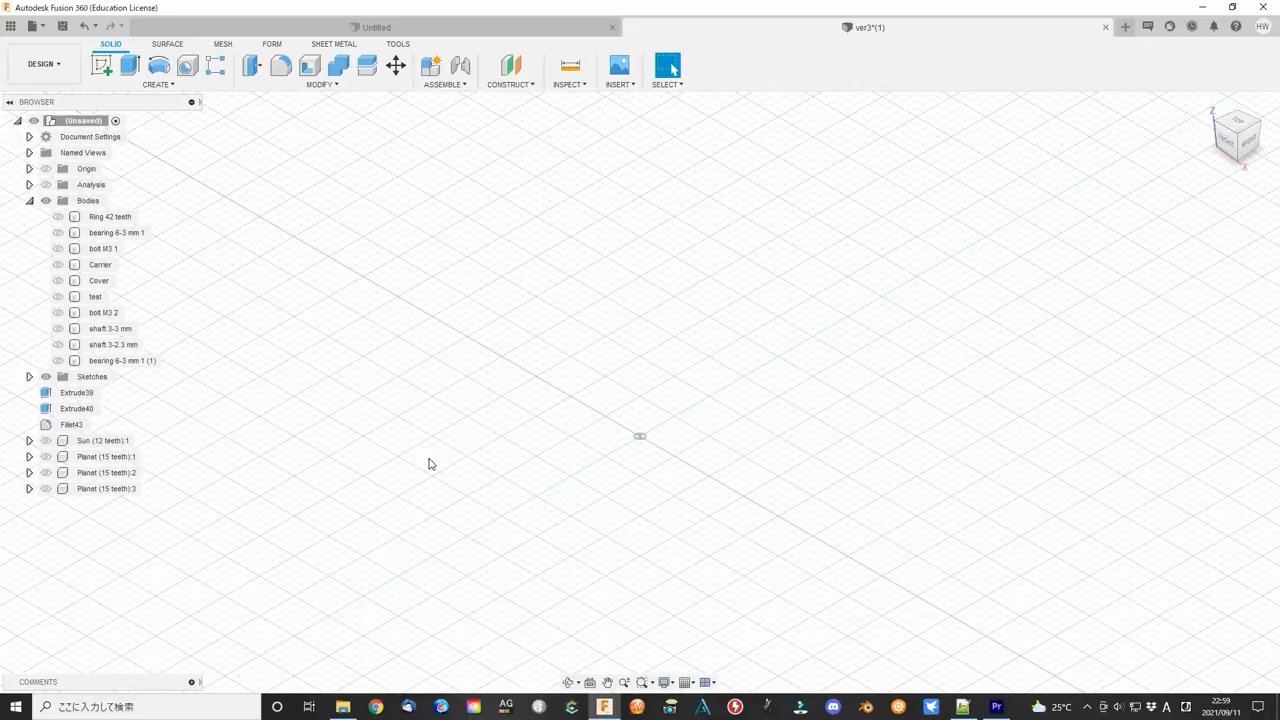 Autodesk Fusion 360 (Education License)
Untitled
ver3*(1)
HW
SOLID
SURFACE
MESH
FORM
SHEET METAL
TOOLS
DESIGN
CREATE
MODIFY
ASSEMBLE
CONSTRUCT
INSPECT
INSERT
SELECT
BROWSER
(Unsaved)
Document Settings
Named Views
Origin
Analysis
Bodies
Ring 42 teeth
bearing 6-3 mm 1
bolt M3 1
Carrier
Cover
test
bolt M3 2
shaft 3-3 mm
shaft 3-2.3 mm
bearing 6-3 mm 1 (1)
Sketches
Extrude39
Extrude40
Fillet43
Sun (12 teeth):1
Planet (15 teeth):1
Planet (15 teeth):2
Planet (15 teeth):3
Z
TOP
FRONT
RIGHT
X
COMMENTS
ここに入力して検索
AG
25°C
A
22:59
2021/09/11